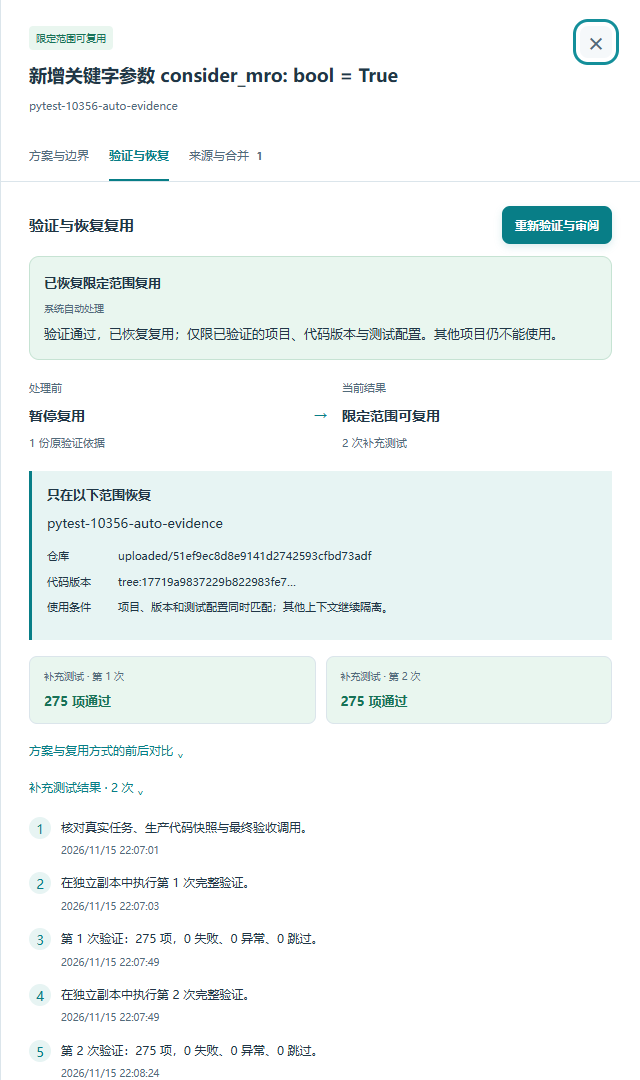 限定范围可复用
新增关键字参数 consider_mro: bool = True
pytest-10356-auto-evidence
方案与边界 验证与恢复 来源与合并 1
验证与恢复复用
重新验证与审阅
已恢复限定范围复用
系统自动处理
验证通过，已恢复复用；仅限已验证的项目、代码版本与测试配置。其他项目仍不能使用。
处理前
暂停复用
1 份原验证依据
→
当前结果
限定范围可复用
2 次补充测试
只在以下范围恢复
pytest-10356-auto-evidence
仓库 uploaded/51ef9ec8d8e9141d2742593cfbd73adf
代码版本 tree:17719a9837229b822983fe7...
使用条件 项目、版本和测试配置同时匹配；其他上下文继续隔离。
补充测试 · 第 1 次
275 项通过
补充测试 · 第 2 次
275 项通过
方案与复用方式的前后对比
补充测试结果 · 2 次
1 核对真实任务、生产代码快照与最终验收调用。
2026/11/15 22:07:01
2 在独立副本中执行第 1 次完整验证。
2026/11/15 22:07:03
3 第 1 次验证：275 项，0 失败、0 异常、0 跳过。
2026/11/15 22:07:49
4 在独立副本中执行第 2 次完整验证。
2026/11/15 22:07:49
5 第 2 次验证：275 项，0 失败、0 异常、0 跳过。
2026/11/15 22:08:24